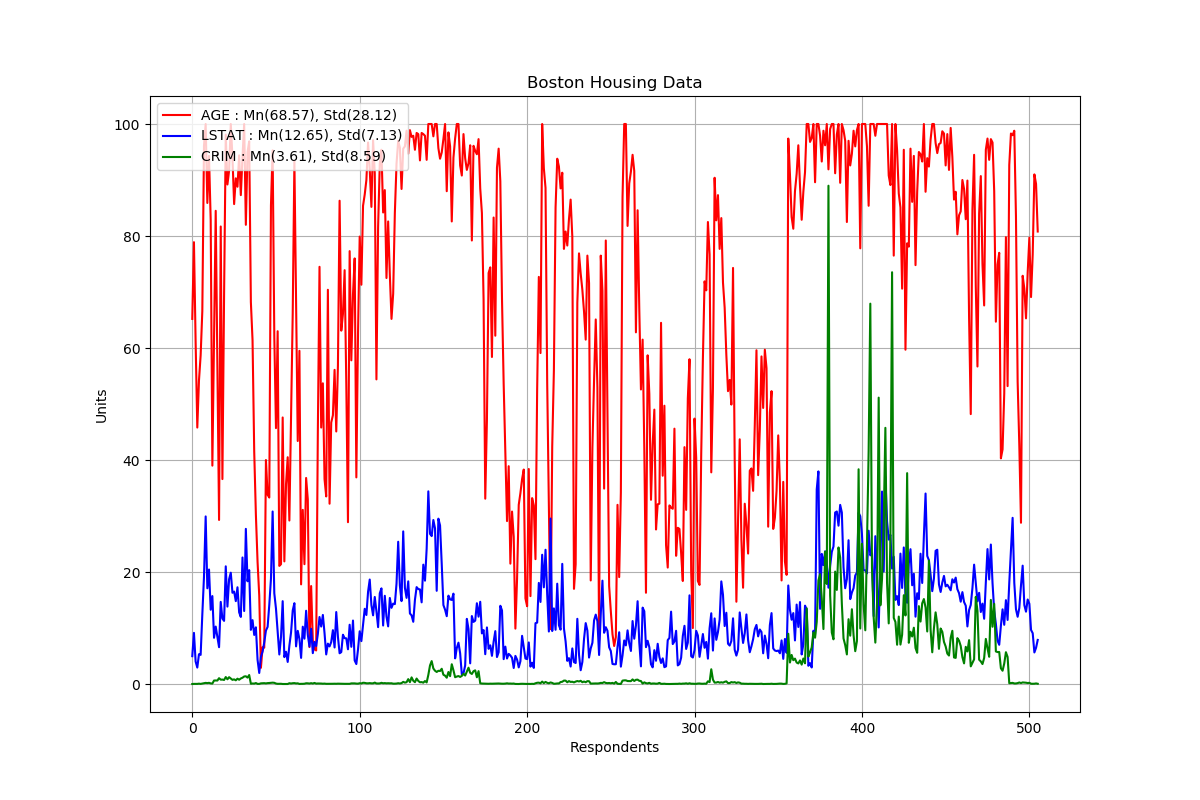 Boston Housing Data
AGE : Mn(68.57), Std(28.12)
LSTAT : Mn(12.65), Std(7.13)
CRIM : Mn(3.61), Std(8.59)
100
80
60
40
20
0
Units
0 100 200 300 400 500
Respondents